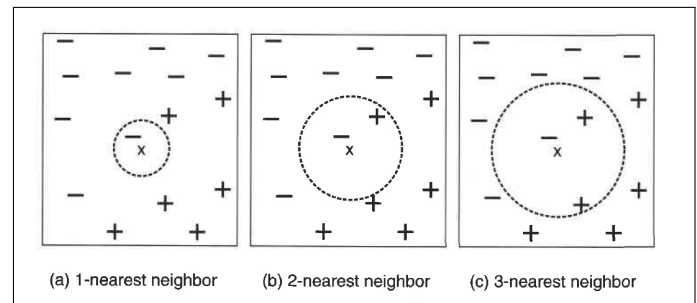 x
x
x
(a) 1-nearest neighbor
(b) 2-nearest neighbor
(c) 3-nearest neighbor